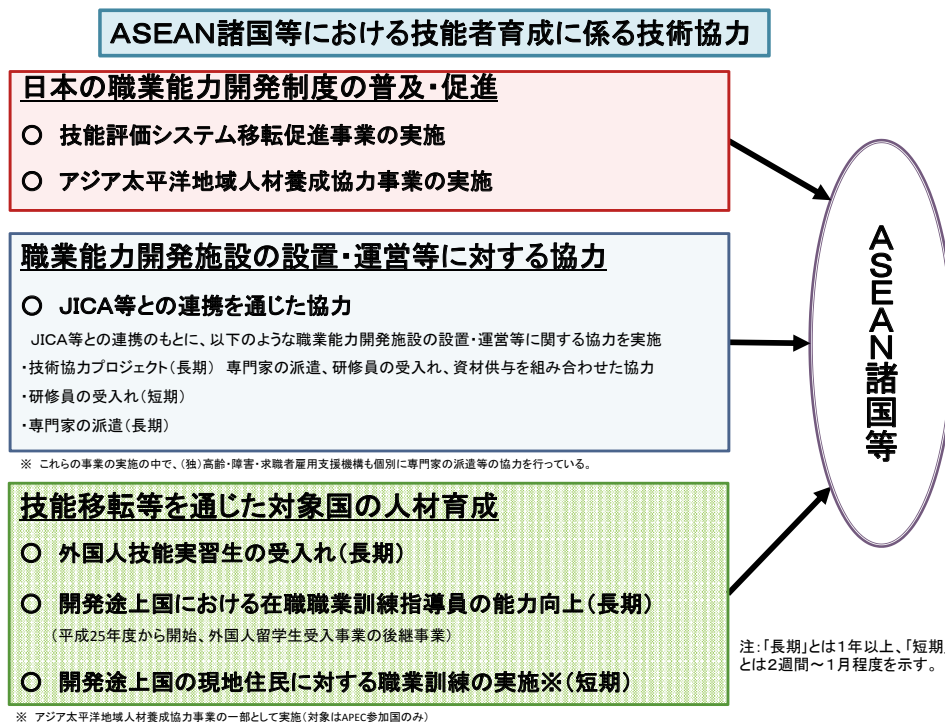 ASEAN諸国等における技能者育成に係る技術協力
日本の職業能力開発制度の普及・促進
○ 技能評価システム移転促進事業の実施
○ アジア太平洋地域人材養成協力事業の実施
職業能力開発施設の設置・運営等に対する協力
○ JICA等との連携を通じた協力
JICA等との連携のもとに、以下のような職業能力開発施設の設置・運営等に関する協力を実施
・技術協力プロジェクト(長期) 専門家の派遣、研修員の受入れ、資材供与を組み合わせた協力
・研修員の受入れ(短期)
・専門家の派遣(長期)
※ これらの事業の実施の中で、(独)高齢・障害・求職者雇用支援機構も個別に専門家の派遣等の協力を行っている。
技能移転等を通じた対象国の人材育成
○ 外国人技能実習生の受入れ(長期)
○ 開発途上国における在職職業訓練指導員の能力向上(長期)
(平成25年度から開始、外国人留学生受入事業の後継事業)
○ 開発途上国の現地住民に対する職業訓練の実施※(短期)
※ アジア太平洋地域人材養成協力事業の一部として実施(対象はAPEC参加国のみ)
ASEAN諸国等
注:「長期」とは1年以上、「短期」
とは2週間～1月程度を示す。